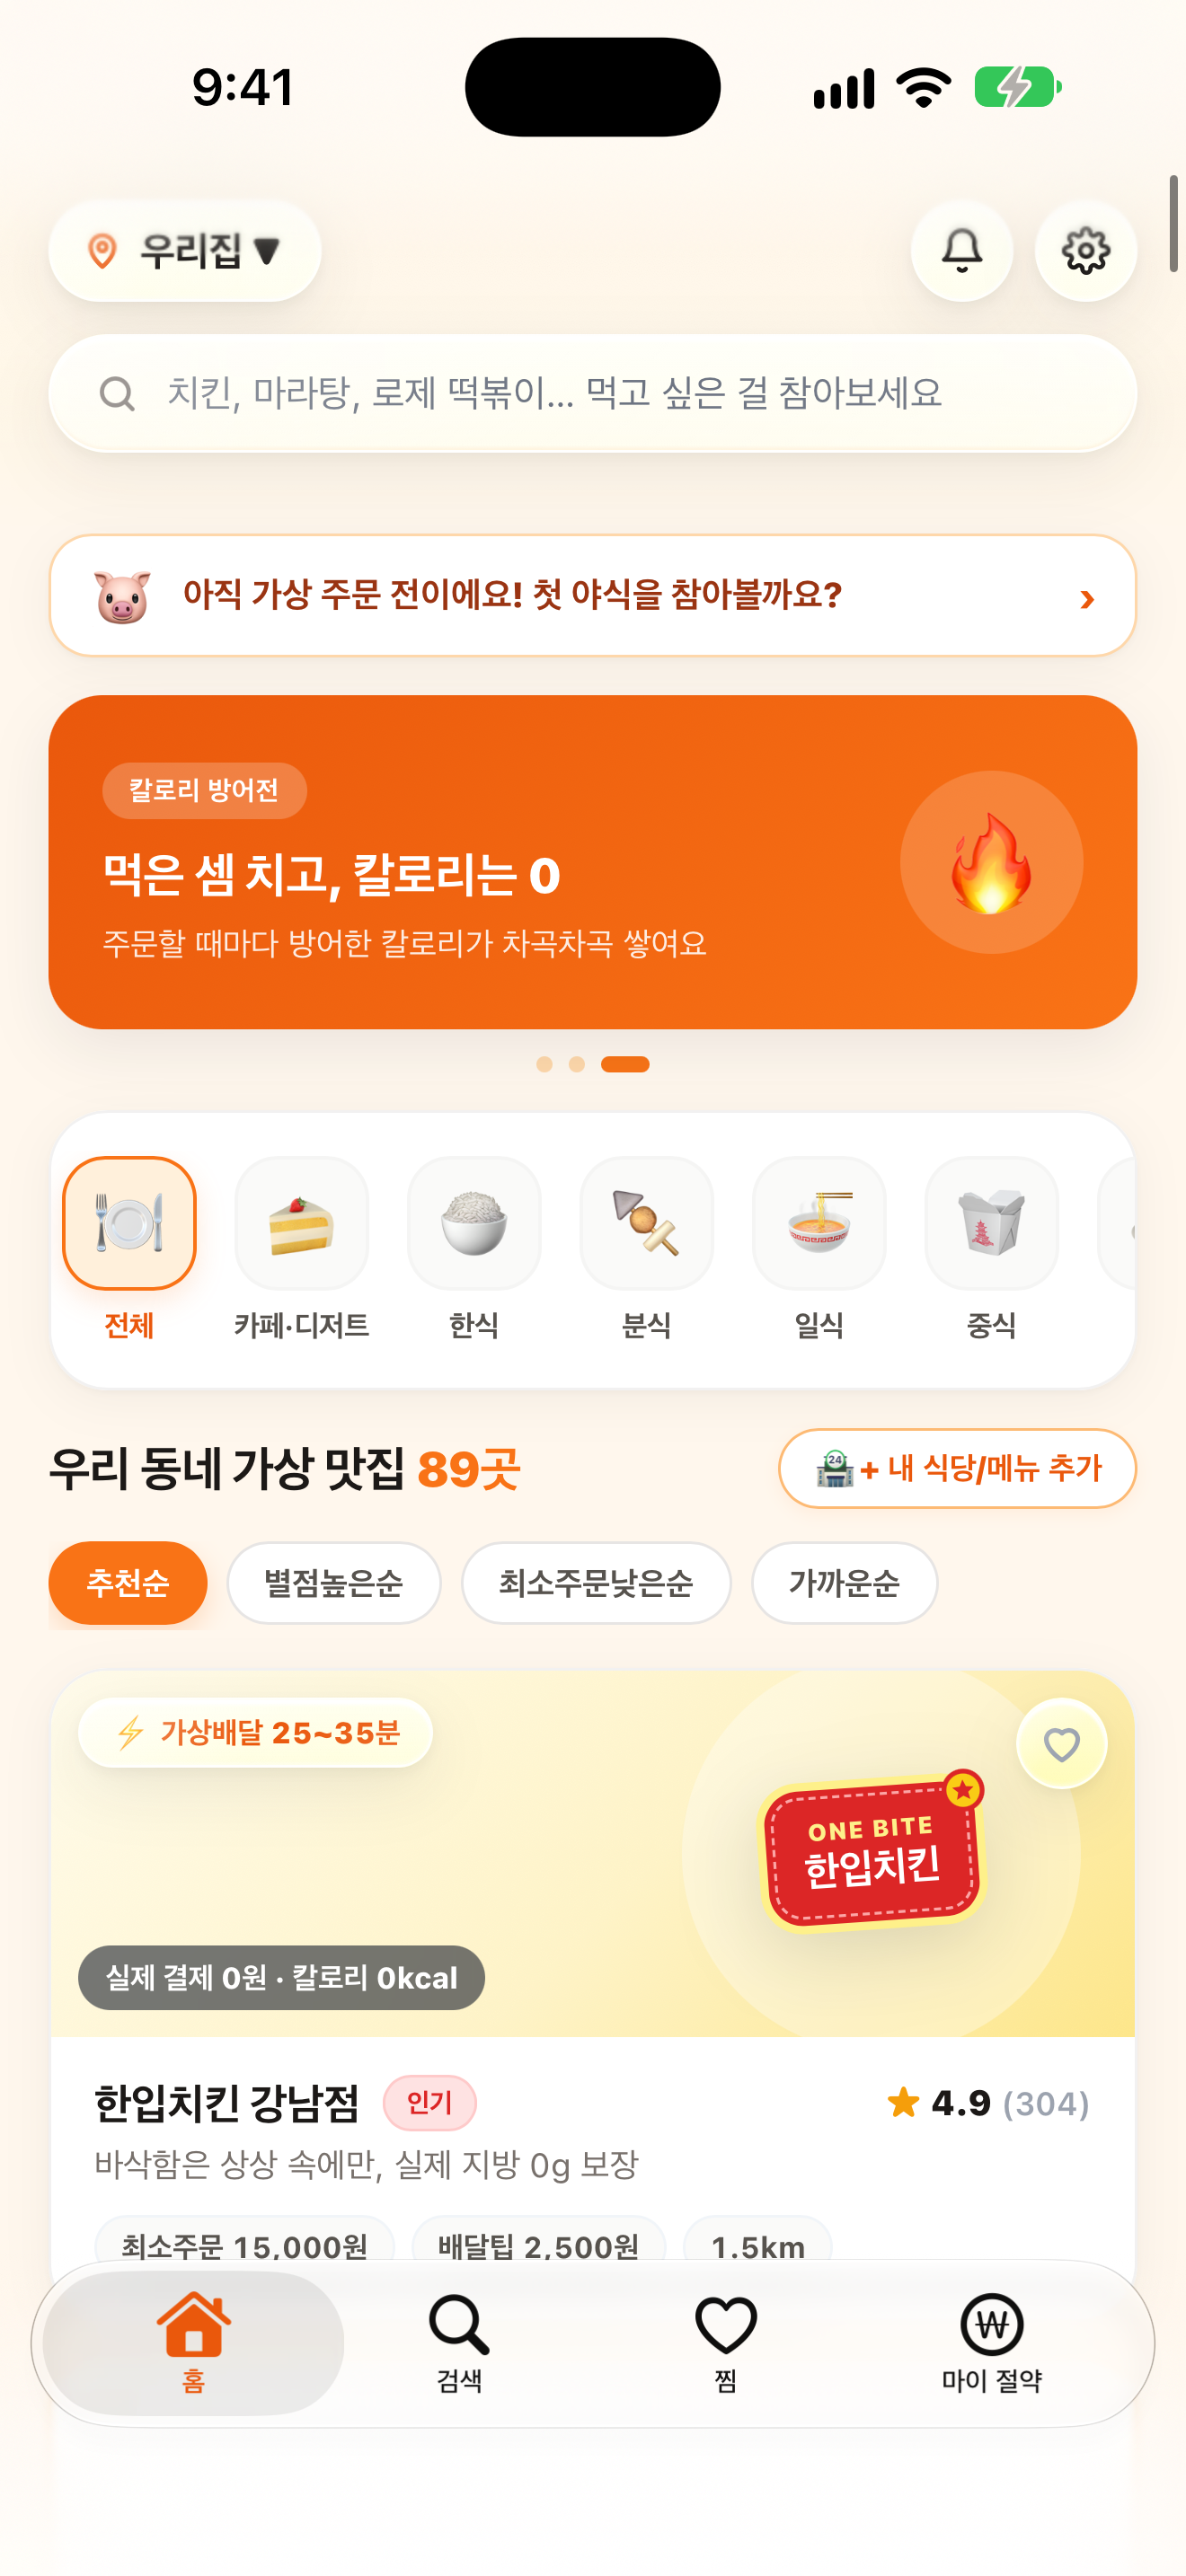 9:41
우리집 ▼
치킨, 마라탕, 로제 떡볶이... 먹고 싶은 걸 참아보세요
아직 가상 주문 전이에요! 첫 야식을 참아볼까요? ›
칼로리 방어전
먹은 셈 치고, 칼로리는 0
주문할 때마다 방어한 칼로리가 차곡차곡 쌓여요
전체 카페·디저트 한식 분식 일식 중식
우리 동네 가상 맛집 89곳
24 + 내 식당/메뉴 추가
추천순 별점높은순 최소주문낮은순 가까운순
가상배달 25~35분
ONE BITE
한입치킨
실제 결제 0원 · 칼로리 0kcal
한입치킨 강남점 인기 4.9 (304)
바삭함은 상상 속에만, 실제 지방 0g 보장
최소주문 15,000원 배달팁 2,500원 1.5km
홈 검색 찜 마이 절약